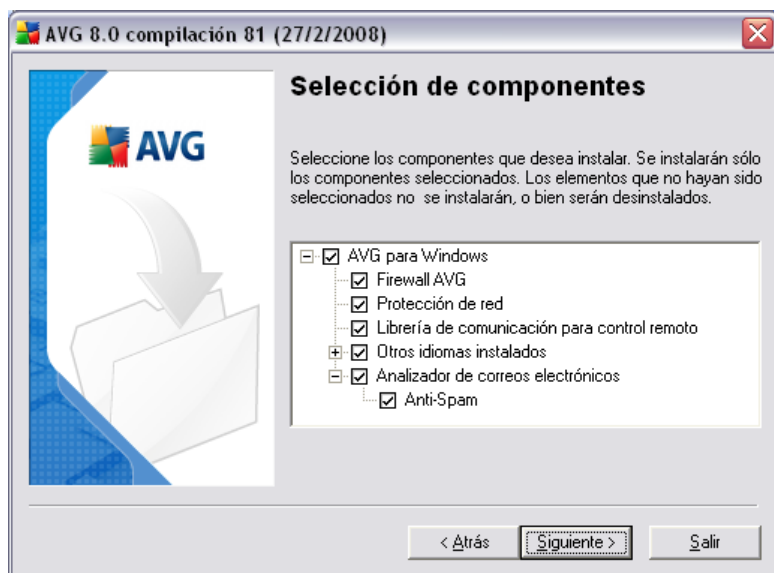 AVG 8.0 compilación 81 (27/2/2008)
AVG
Selección de componentes
Seleccione los componentes que desea instalar. Se instalarán sólo
los componentes seleccionados. Los elementos que no hayan sido
seleccionados no  se instalarán, o bien serán desinstalados.
AVG para Windows
Firewall AVG
Protección de red
Librería de comunicación para control remoto
Otros idiomas instalados
Analizador de correos electrónicos
Anti-Spam
< Atrás
Siguiente >
Salir